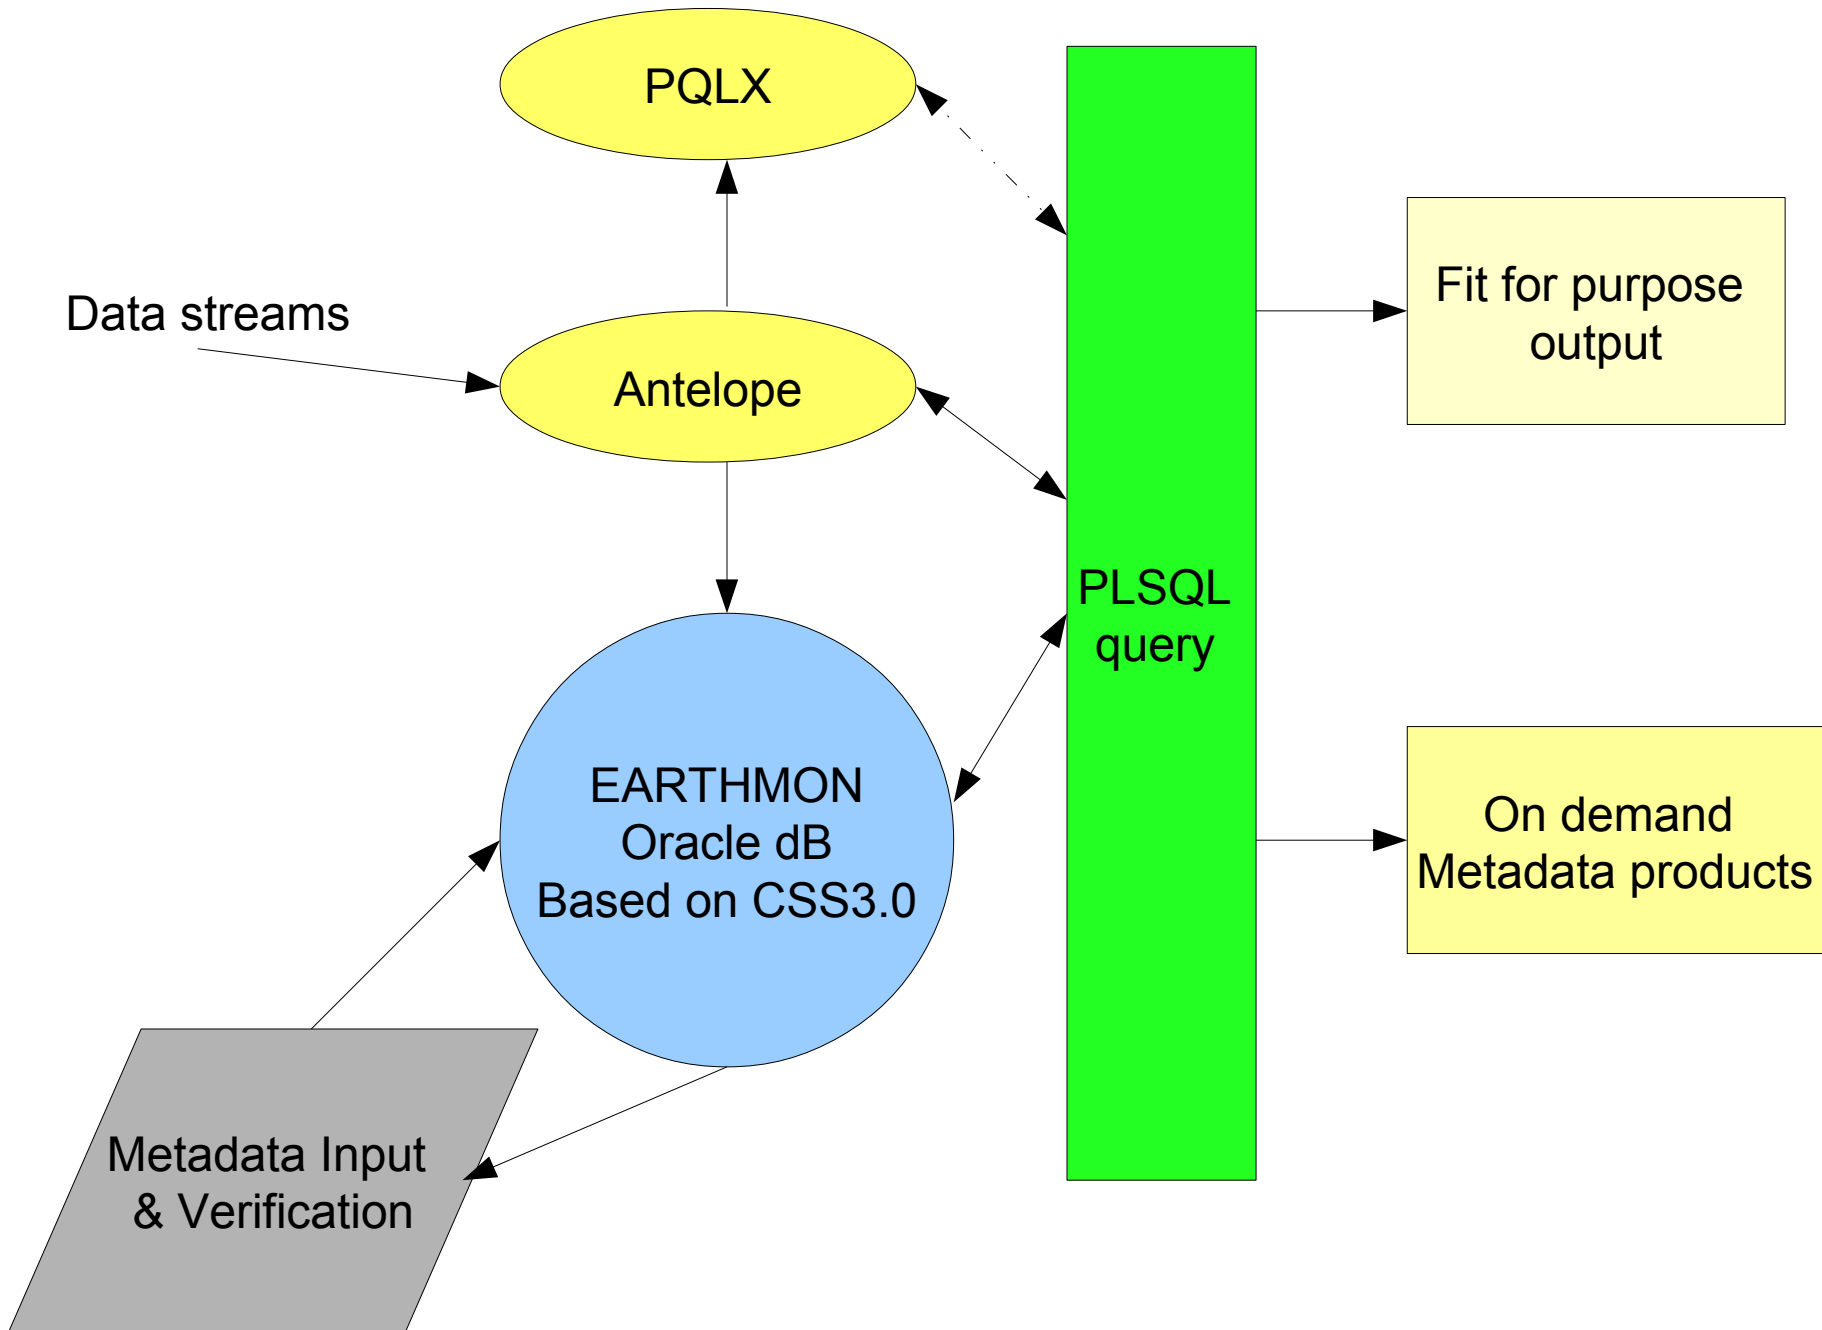 PQLX
Data streams
Antelope
Fit for purpose
output
PLSQL
query
EARTHMON
Oracle dB
Based on CSS3.0
On demand
Metadata products
Metadata Input
& Verification